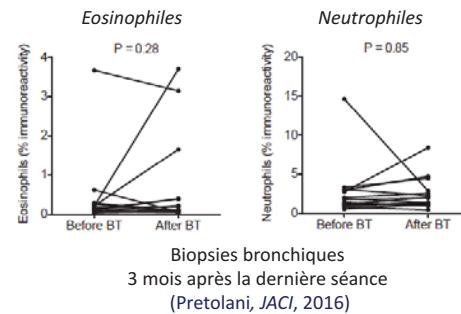 Eosinophiles
Neutrophiles
P = 0.28
Eosinophils (% immunoreactivity)
4
3
2
1
0
Before BT
After BT
P = 0.85
Neutrophils (% immunoreactivity)
20
15
10
5
0
Before BT
After BT
Biopsies bronchiques
3 mois après la dernière séance
(Pretolani, JACI, 2016)